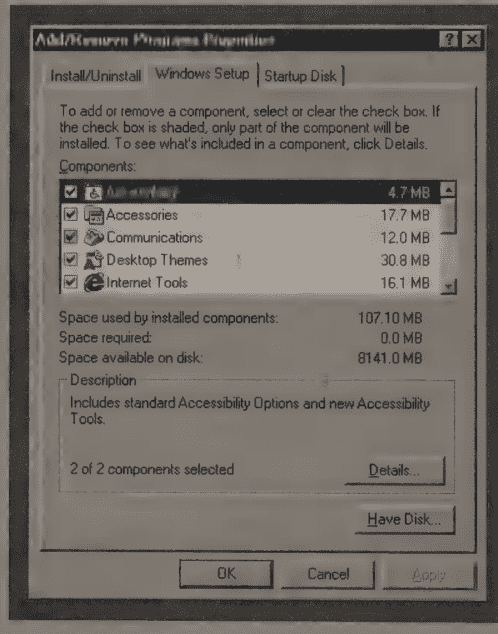 Add/Remove Programs Properties
Install/Uninstall Windows Setup Startup Disk
To add or remove a component, select or clear the check box. If
the check box is shaded, only part of the component will be
installed. To see what's included in a component, click Details.
Components:
Accessibility 4.7 MB
Accessories 17.7 MB
Communications 12.0 MB
Desktop Themes 30.8 MB
Internet Tools 16.1 MB
Space used by installed components: 107.10 MB
Space required: 0.0 MB
Space available on disk: 8141.0 MB
Description
Includes standard Accessibility Options and new Accessibility
Tools.
2 of 2 components selected Details...
Have Disk...
OK Cancel Apply